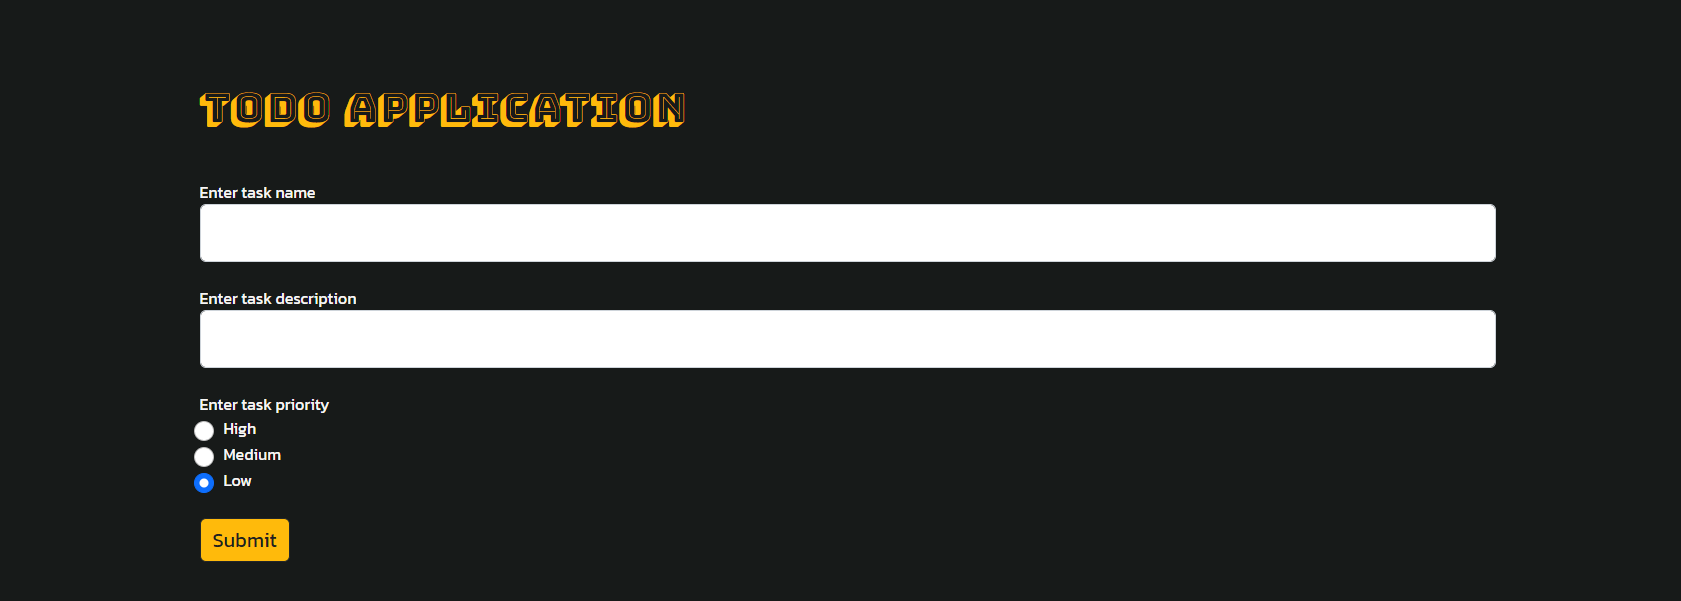 TODO APPLICATION
Enter task name
Enter task description
Enter task priority
High
Medium
Low
Submit